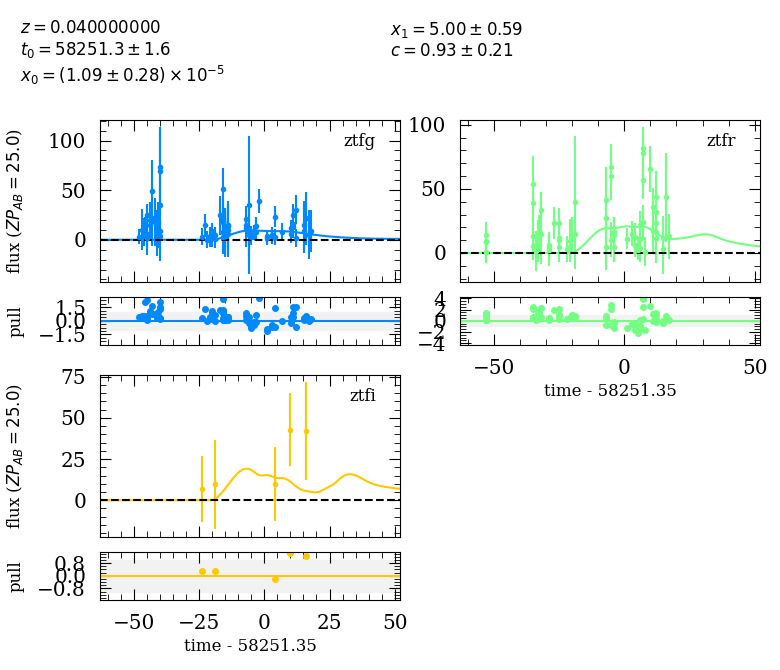 z = 0.040000000
t₀ = 58251.3 ± 1.6
x₀ = (1.09 ± 0.28) × 10⁻⁵
x₁ = 5.00 ± 0.59
c = 0.93 ± 0.21
ztfg
100
50
0
flux (ZP_AB = 25.0)
1.5
0.0
−1.5
pull
ztfr
100
50
0
4
2
0
−2
−4
−50
0
50
time - 58251.35
ztfi
75
50
25
0
flux (ZP_AB = 25.0)
0.8
0.0
−0.8
pull
−50
−25
0
25
50
time - 58251.35